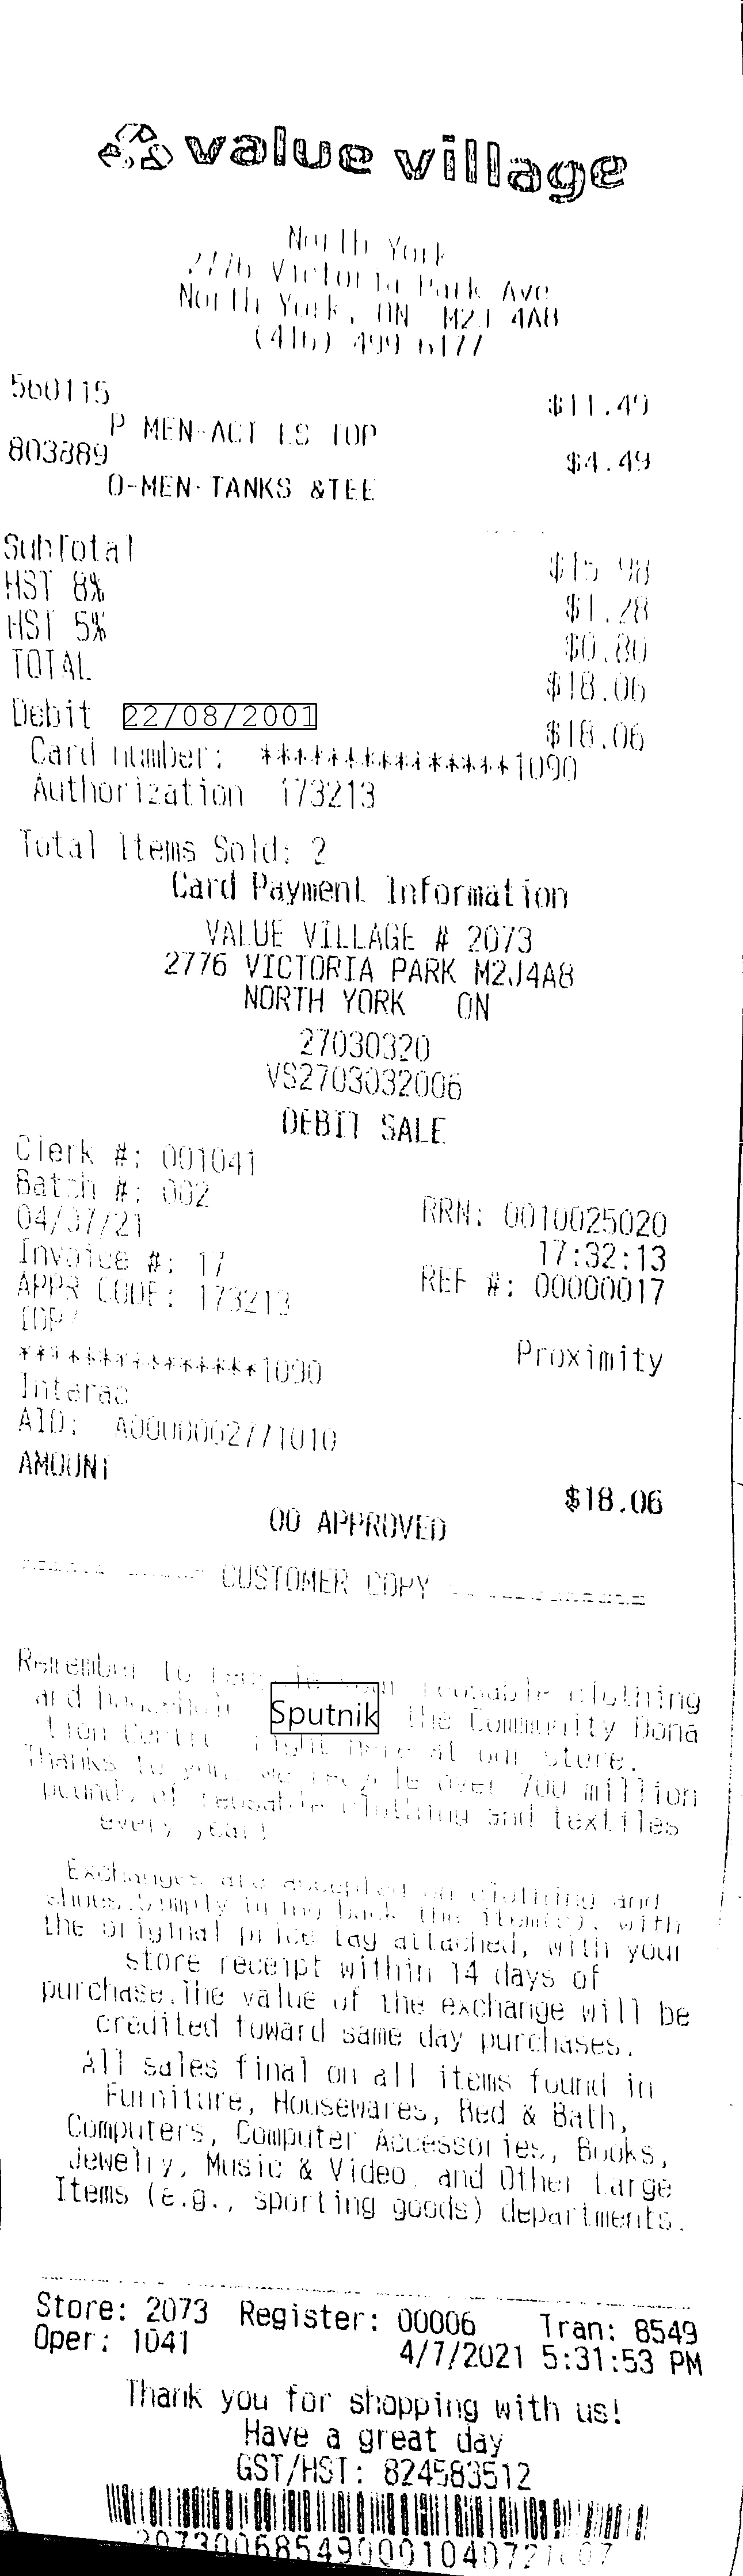 value village
North York
2776 Victoria Park Ave
North York, ON M2J 4A8
(416) 499 6177
560115 $11.49
P MEN-ACT LS TOP
803889 $4.49
O-MEN-TANKS &TEE
SubTotal $15.98
HST 8% $1.28
HST 5% $0.80
TOTAL $18.06
Debit 22/08/2001 $18.06
Card number: ***************1090
Authorization 173213
Total Items Sold: 2
Card Payment Information
VALUE VILLAGE # 2073
2776 VICTORIA PARK M2J4A8
NORTH YORK ON
27030320
VS2703032006
DEBIT SALE
Clerk #: 001041
Batch #: 002 RRN: 0010025020
04/07/21 17:32:13
Invoice #: 17 REF #: 00000017
APPR CODE: 173213
***************1090 Proximity
Interac
AID: A0000002771010
AMOUNT $18.06
00 APPROVED
CUSTOMER COPY
Remember to reusable clothing
and Sputnik the Community Dona
tion here at our store.
Thanks to you, we recycle over 700 million
pounds of reusable clothing and textiles
every year!
Exchanges are accepted on clothing and
shoes.Simply bring back the item(s), with
the original price tag attached, with your
store receipt within 14 days of
purchase.The value of the exchange will be
credited toward same day purchases.
All sales final on all items found in
Furniture, Housewares, Bed & Bath,
Computers, Computer Accessories, Books,
Jewelry, Music & Video, and Other Large
Items (e.g., sporting goods) departments.
Store: 2073 Register: 00006 Tran: 8549
Oper: 1041 4/7/2021 5:31:53 PM
Thank you for shopping with us!
Have a great day
GST/HST: 824583512